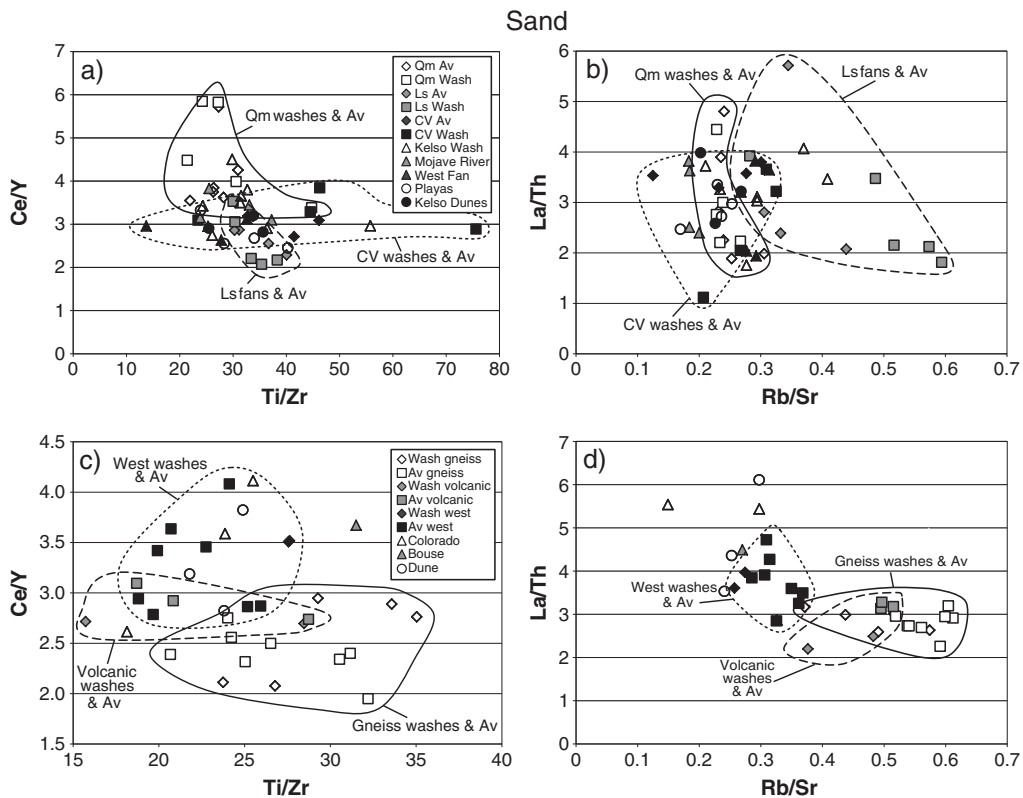 Sand
a)
Ce/Y
7
6
5
4
3
2
1
0
0
10
20
30
40
50
60
70
80
Ti/Zr
Qm washes & Av
CV washes & Av
Ls fans & Av
Qm Av
Qm Wash
Ls Av
Ls Wash
CV Av
CV Wash
Kelso Wash
Mojave River
West Fan
Playas
Kelso Dunes
b)
La/Th
6
5
4
3
2
1
0
0
0.1
0.2
0.3
0.4
0.5
0.6
0.7
Rb/Sr
Qm washes & Av
Ls fans & Av
CV washes & Av
c)
Ce/Y
4.5
4.0
3.5
3.0
2.5
2.0
1.5
15
20
25
30
35
40
Ti/Zr
West washes
& Av
Volcanic
washes
& Av
Gneiss washes & Av
Wash gneiss
Av gneiss
Wash volcanic
Av volcanic
Wash west
Av west
Colorado
Bouse
Dune
d)
La/Th
7
6
5
4
3
2
1
0
0
0.1
0.2
0.3
0.4
0.5
0.6
0.7
Rb/Sr
Gneiss washes & Av
West washes
& Av
Volcanic
washes
& Av